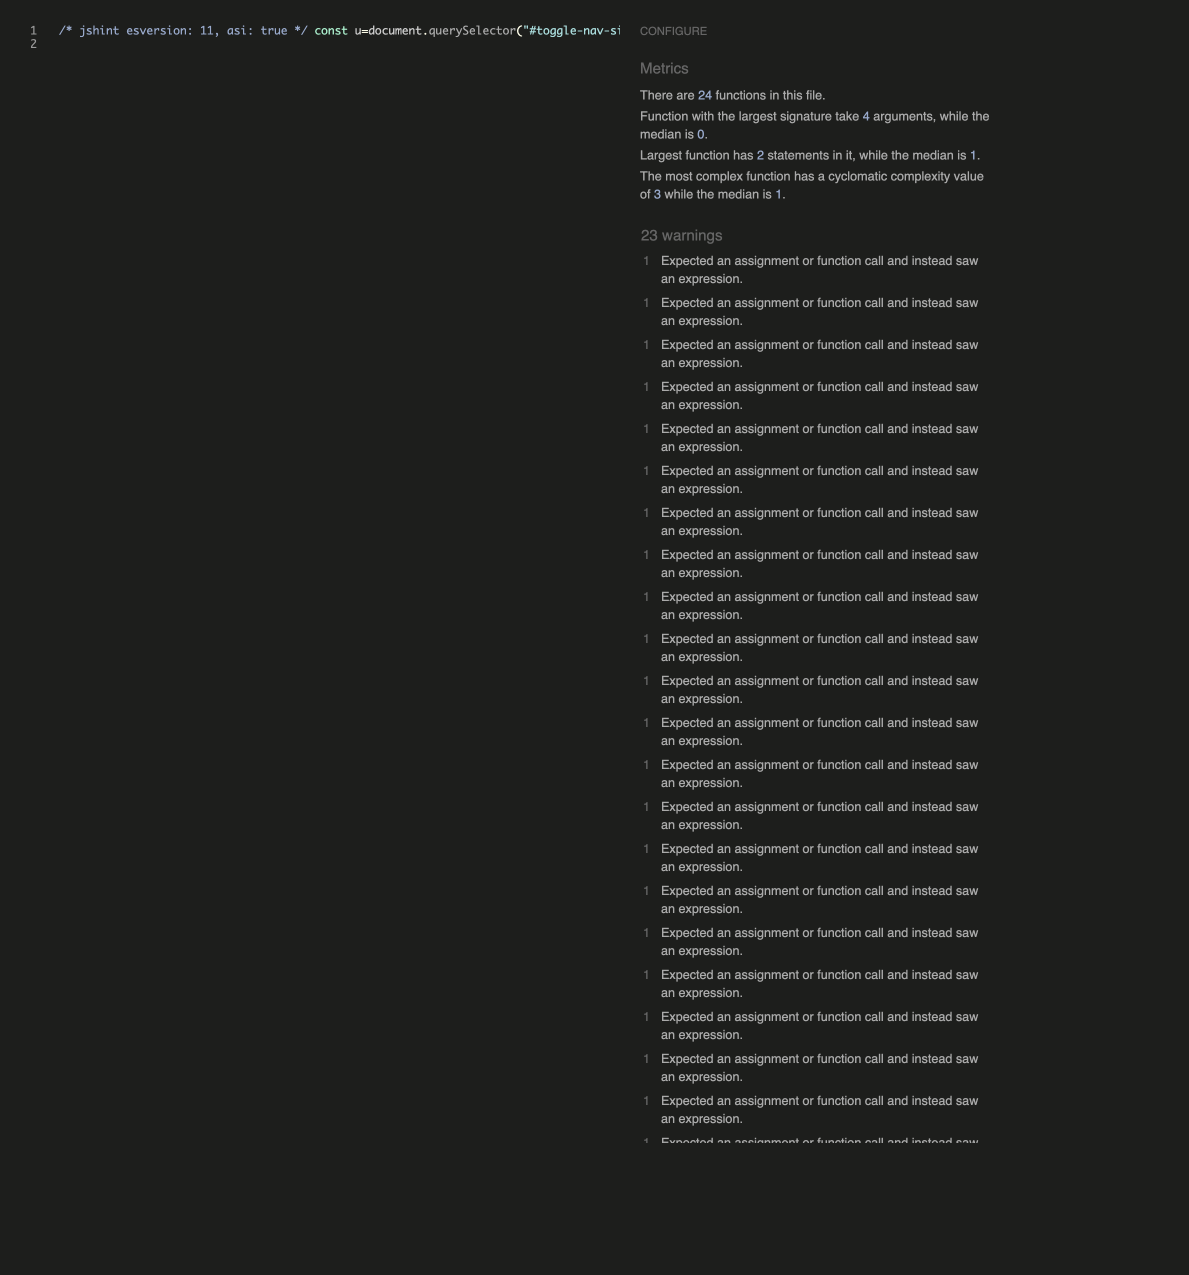 1 /* jshint esversion: 11, asi: true */ const u=document.querySelector("#toggle-nav-si
2
CONFIGURE
Metrics
There are 24 functions in this file.
Function with the largest signature take 4 arguments, while the
median is 0.
Largest function has 2 statements in it, while the median is 1.
The most complex function has a cyclomatic complexity value
of 3 while the median is 1.
23 warnings
1 Expected an assignment or function call and instead saw
an expression.
1 Expected an assignment or function call and instead saw
an expression.
1 Expected an assignment or function call and instead saw
an expression.
1 Expected an assignment or function call and instead saw
an expression.
1 Expected an assignment or function call and instead saw
an expression.
1 Expected an assignment or function call and instead saw
an expression.
1 Expected an assignment or function call and instead saw
an expression.
1 Expected an assignment or function call and instead saw
an expression.
1 Expected an assignment or function call and instead saw
an expression.
1 Expected an assignment or function call and instead saw
an expression.
1 Expected an assignment or function call and instead saw
an expression.
1 Expected an assignment or function call and instead saw
an expression.
1 Expected an assignment or function call and instead saw
an expression.
1 Expected an assignment or function call and instead saw
an expression.
1 Expected an assignment or function call and instead saw
an expression.
1 Expected an assignment or function call and instead saw
an expression.
1 Expected an assignment or function call and instead saw
an expression.
1 Expected an assignment or function call and instead saw
an expression.
1 Expected an assignment or function call and instead saw
an expression.
1 Expected an assignment or function call and instead saw
an expression.
1 Expected an assignment or function call and instead saw
an expression.
1 Expected an assignment or function call and instead saw